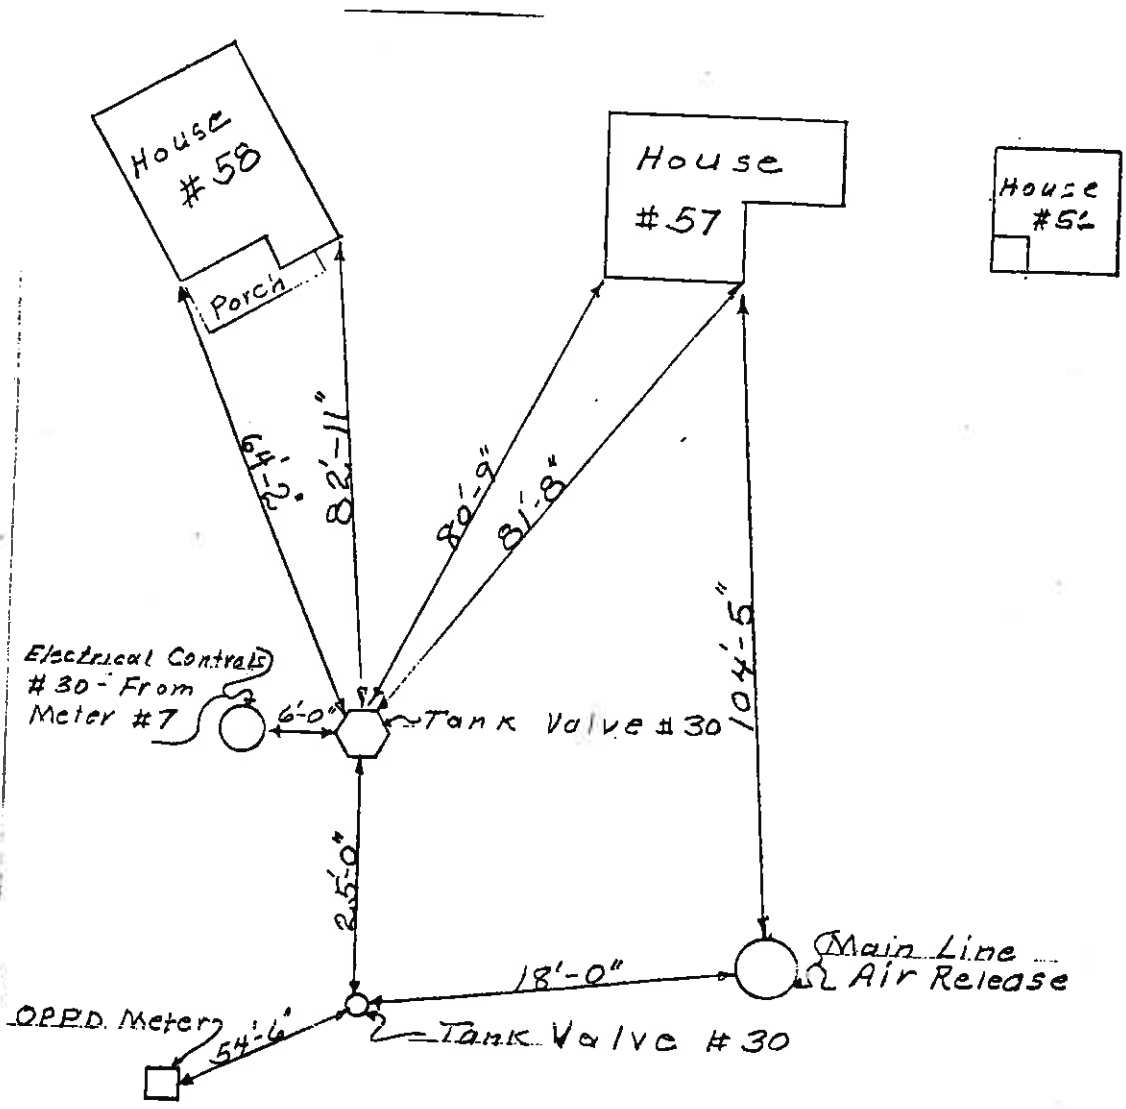 House
#58
Porch
House
#57
House
64'-2"
82'-11"
80'-9"
81'-8"
104'-5"
Electrical Controls
#30 - From
Meter #7
6'-0"
Tank Valve #30
25'-0"
18'-0"
Main Line
Air Release
O.P.P.D. Meter
54'-6"
Tank Valve #30